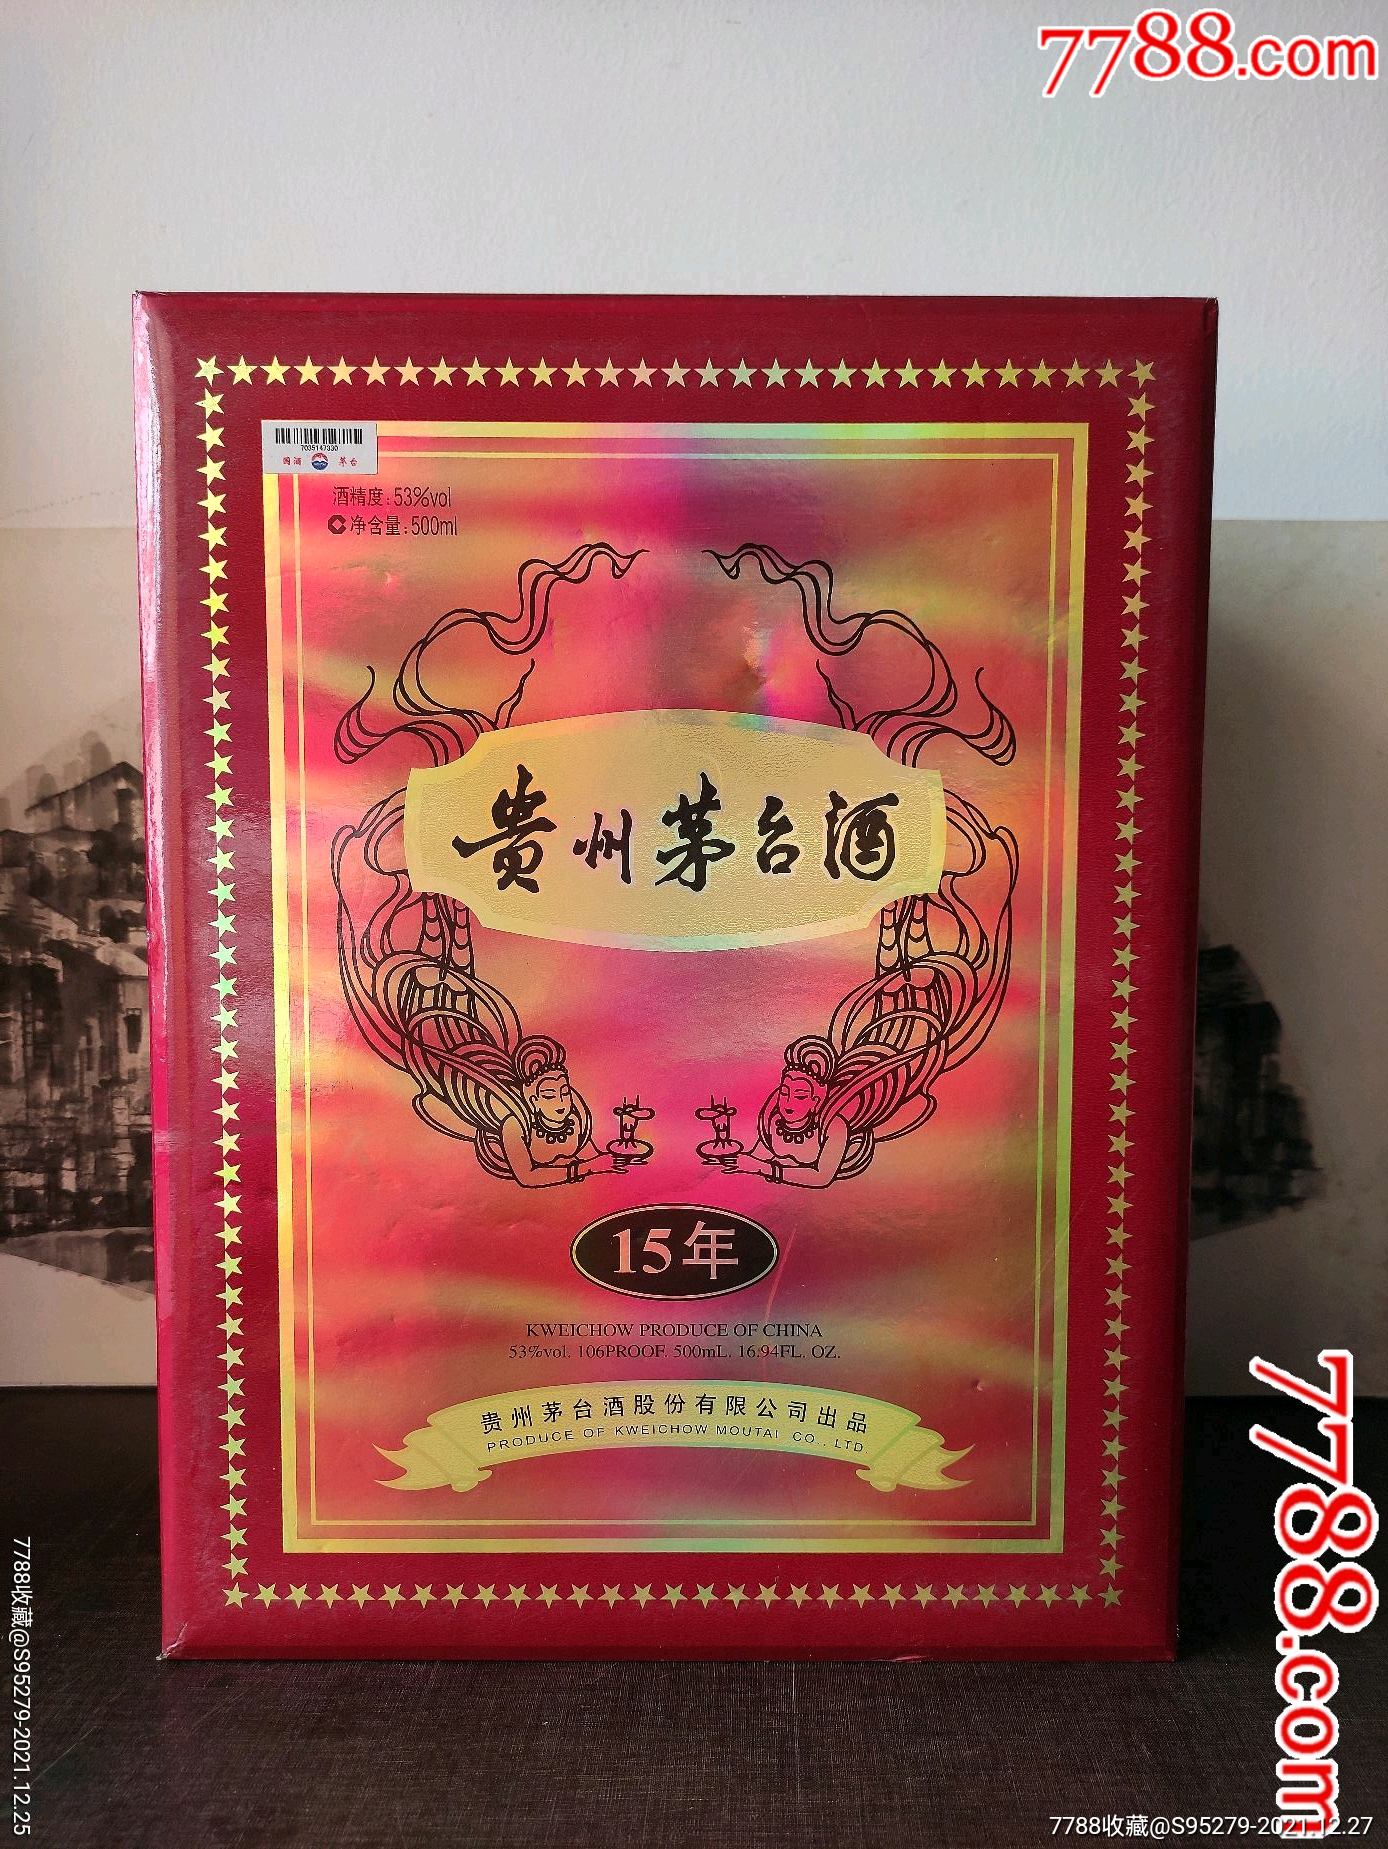 7788.com
7035147330
国酒 茅台
酒精度:53%vol
净含量:500ml
贵州茅台酒
15年
KWEICHOW PRODUCE OF CHINA
53%vol. 106PROOF. 500mL. 16.94FL. OZ.
贵州茅台酒股份有限公司出品
PRODUCE OF KWEICHOW MOUTAI CO., LTD.
7788.com
7788收藏@S95279-2021.12.25
7788收藏@S95279-2021.12.27